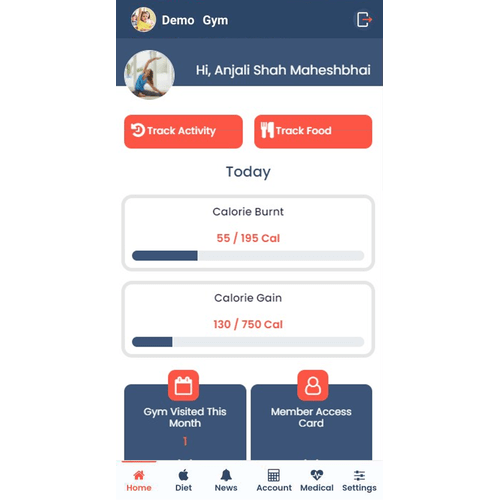 Demo Gym
Hi, Anjali Shah Maheshbhai
Track Activity
Track Food
Today
Calorie Burnt
55 / 195 Cal
Calorie Gain
130 / 750 Cal
Gym Visited This
Month
1
Member Access
Card
Home
Diet
News
Account
Medical
Settings